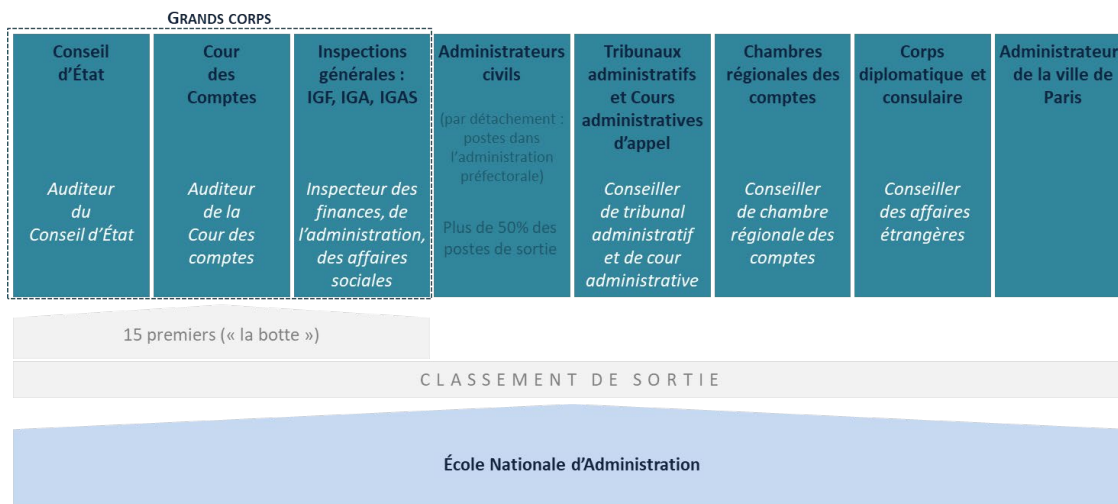 GRANDS CORPS
Conseil
d'État
Auditeur
du
Conseil d'État
Cour
des
Comptes
Auditeur
de la
Cour des
comptes
Inspections
générales :
IGF, IGA, IGAS
Inspecteur des
finances, de
l'administration,
des affaires
sociales
Administrateurs
civils
(par détachement :
postes dans
l'administration
préfectorale)
Plus de 50% des
postes de sortie
Tribunaux
administratifs
et Cours
administratives
d'appel
Conseiller
de tribunal
administratif
et de cour
administrative
Chambres
régionales des
comptes
Conseiller
de chambre
régionale des
comptes
Corps
diplomatique et
consulaire
Conseiller
des affaires
étrangères
Administrateurs
de la ville de
Paris
15 premiers (« la botte »)
CLASSEMENT DE SORTIE
École Nationale d'Administration